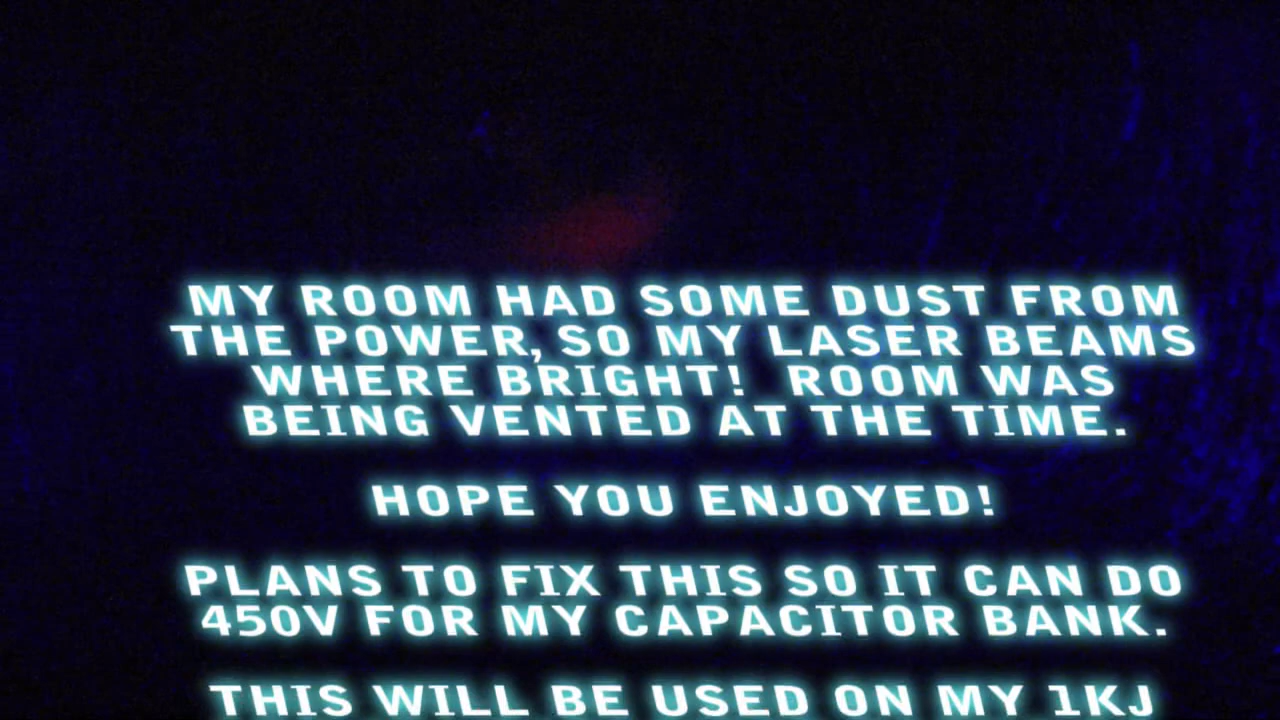 MY ROOM HAD SOME DUST FROM
THE POWER, SO MY LASER BEAMS
WHERE BRIGHT! ROOM WAS
BEING VENTED AT THE TIME.
HOPE YOU ENJOYED!
PLANS TO FIX THIS SO IT CAN DO
450V FOR MY CAPACITOR BANK.
THIS WILL BE USED ON MY 1KJ